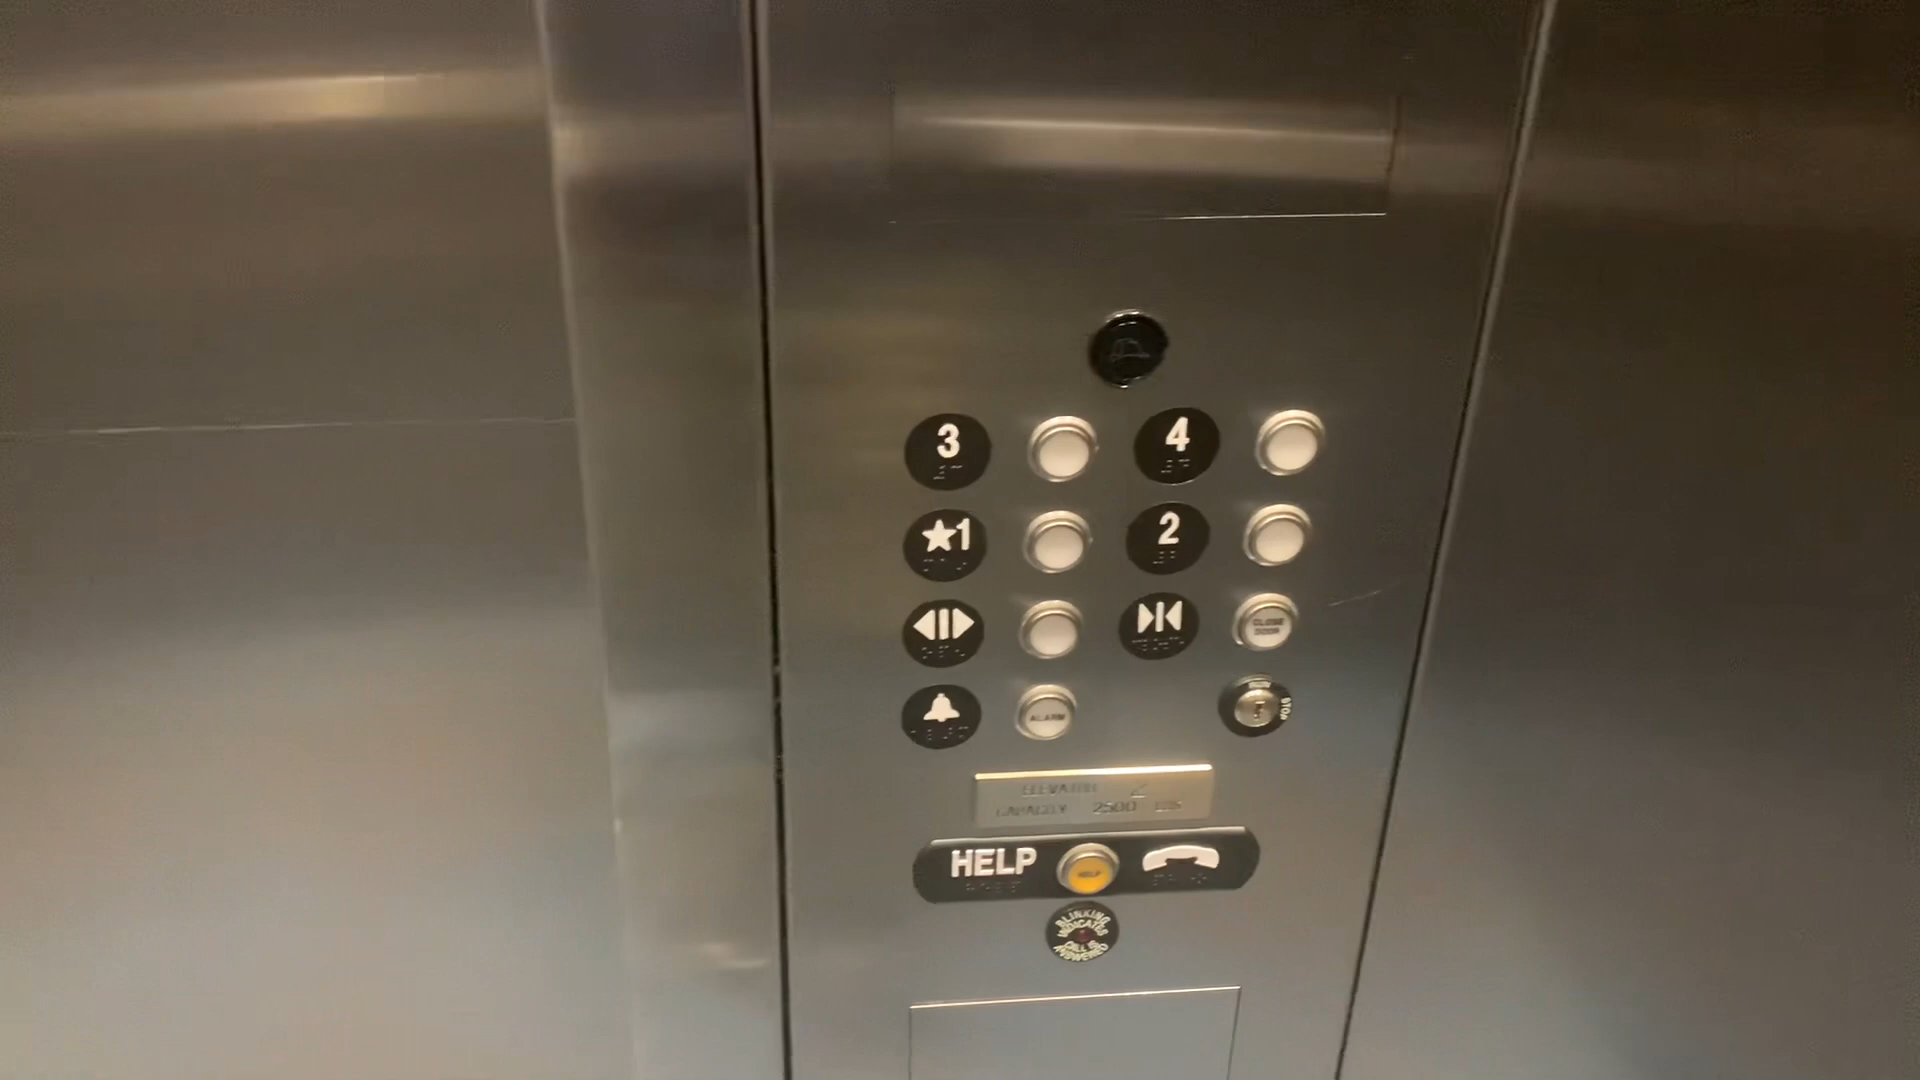 3
4
★1
2
CLOSE
DOOR
ALARM
RUN
STOP
ELEVATOR
CAPACITY 2500 LBS
HELP
HELP
BLINKING
INDICATES
CALL IS
ANSWERED